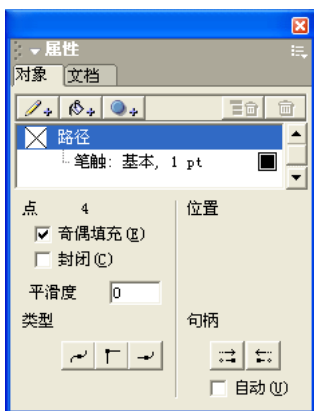 属性
对象 文档
路径
笔触: 基本, 1 pt
点 4 位置
奇偶填充(E)
封闭(C)
平滑度 0
类型 句柄
自动(U)